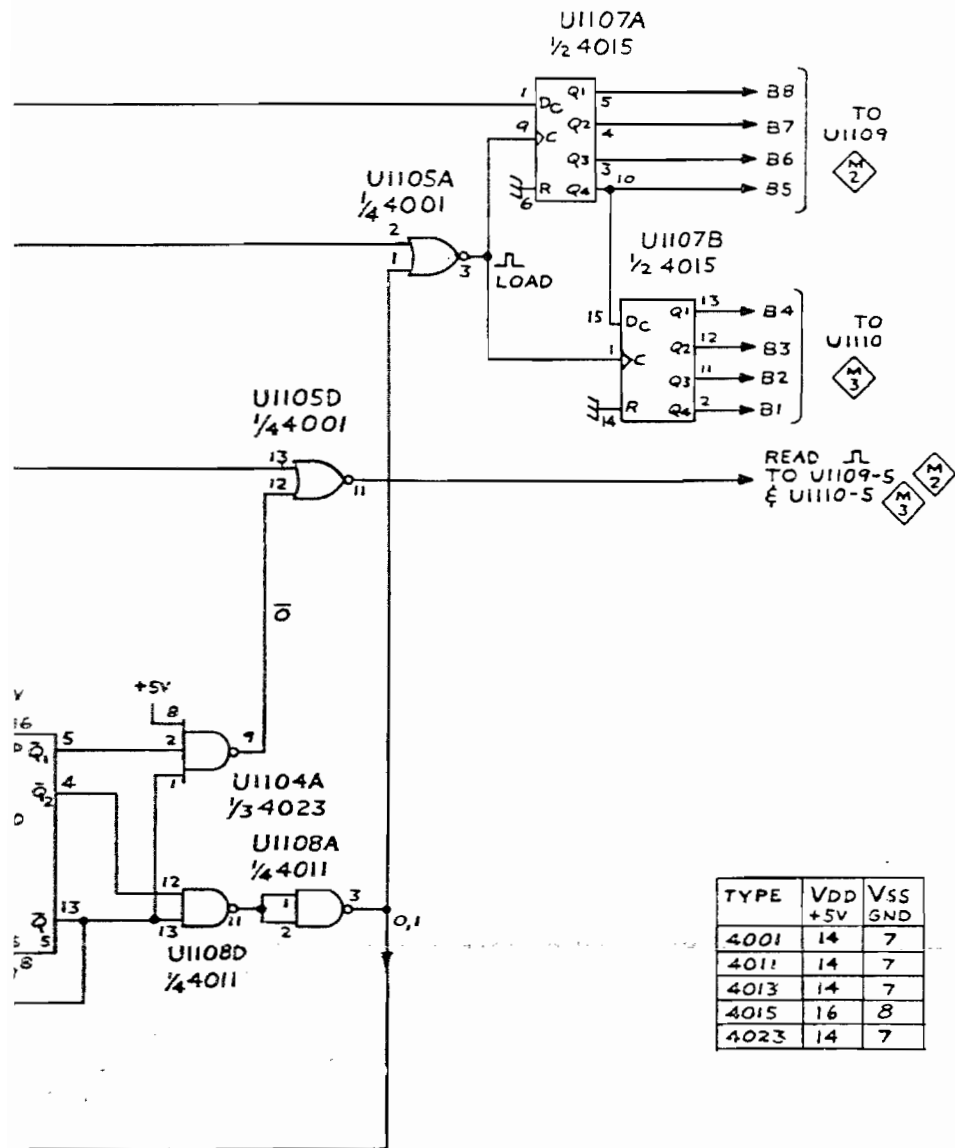 U1107A
1/2 4015
1
DC
9
C
6
R
Q1
5
B8
Q2
4
B7
Q3
3
B6
Q4
10
B5
TO
U1109
M
2
U1105A
1/4 4001
2
1
3
LOAD
U1107B
1/2 4015
15
DC
1
C
14
R
Q1
13
B4
Q2
12
B3
Q3
11
B2
Q4
2
B1
TO
U1110
M
3
U1105D
1/4 4001
13
12
11
READ
TO U1109-5
& U1110-5
M
2
M
3
0̅
+5V
8
2
1
9
U1104A
1/3 4023
V
16
Q̅1
5
Q̅2
4
D
Q̅
13
5
8
U1108A
1/4 4011
12
13
11
1
2
3
0,1
U1108D
1/4 4011
TYPE VDD +5V VSS GND
4001 14 7
4011 14 7
4013 14 7
4015 16 8
4023 14 7